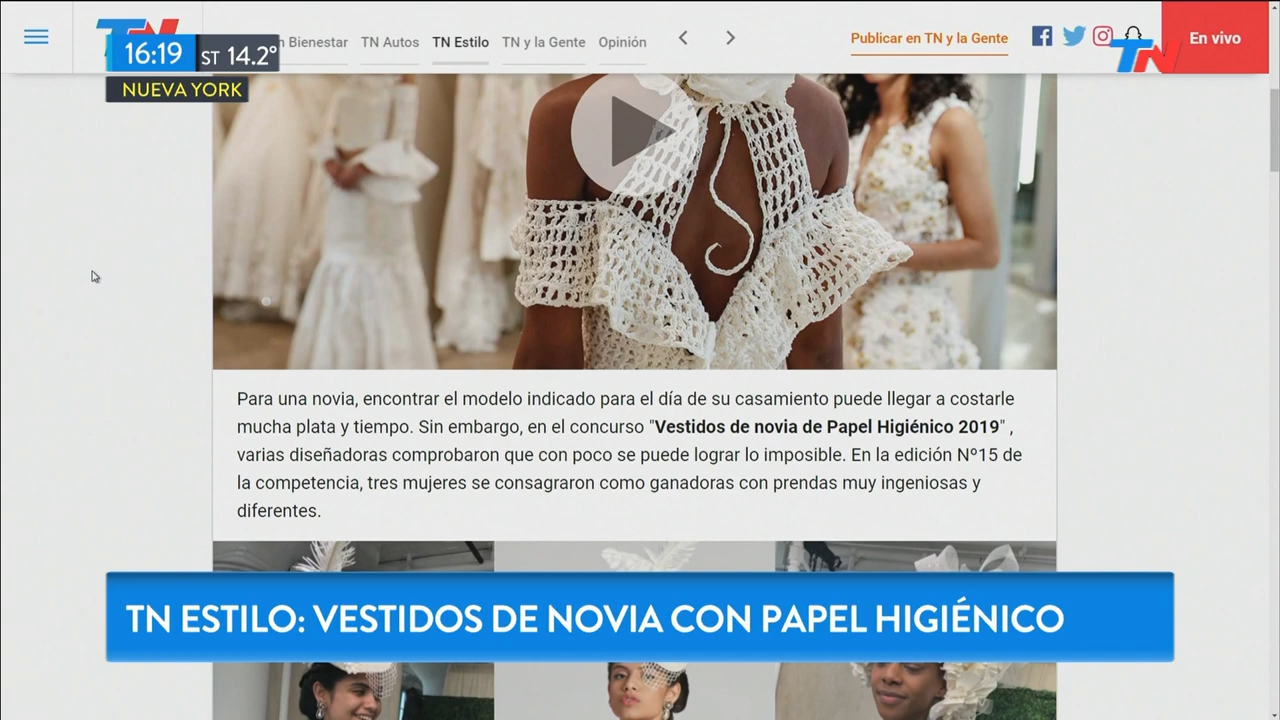 TN
16:19 ST 14.2°
NUEVA YORK
n Bienestar TN Autos TN Estilo TN y la Gente Opinión
Publicar en TN y la Gente
TN
En vivo
Para una novia, encontrar el modelo indicado para el día de su casamiento puede llegar a costarle
mucha plata y tiempo. Sin embargo, en el concurso "Vestidos de novia de Papel Higiénico 2019" ,
varias diseñadoras comprobaron que con poco se puede lograr lo imposible. En la edición Nº15 de
la competencia, tres mujeres se consagraron como ganadoras con prendas muy ingeniosas y
diferentes.
TN ESTILO: VESTIDOS DE NOVIA CON PAPEL HIGIÉNICO